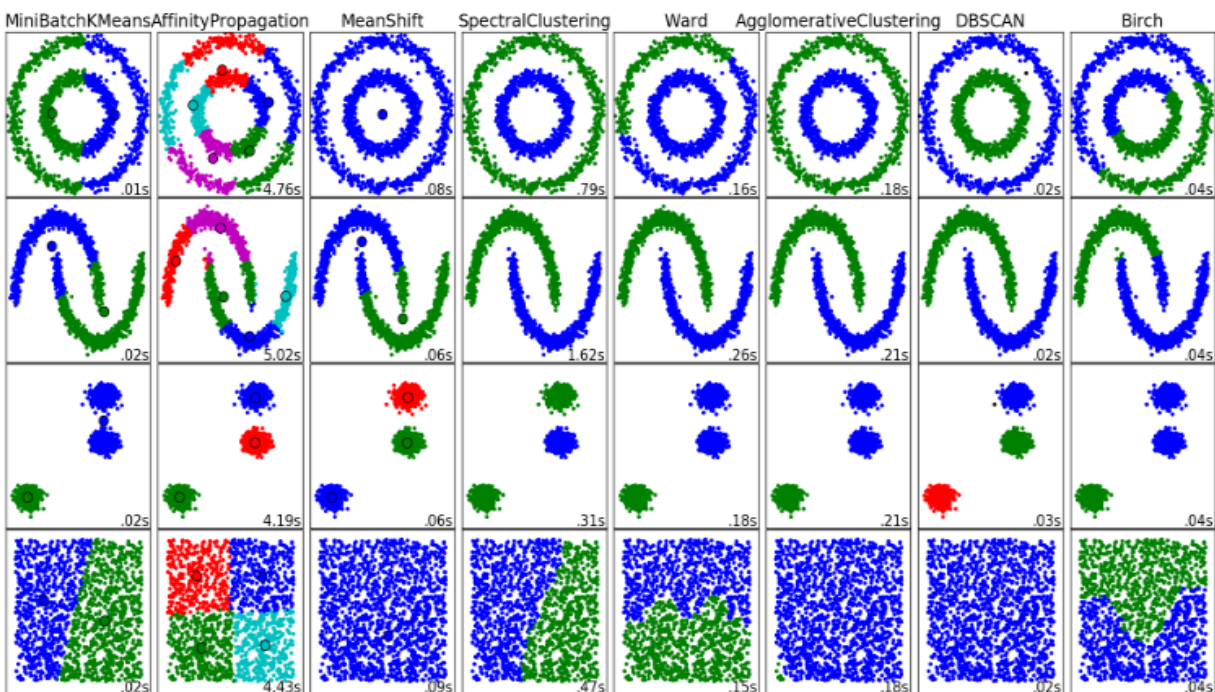 MiniBatchKMeans AffinityPropagation MeanShift SpectralClustering Ward AgglomerativeClustering DBSCAN Birch
.01s 4.76s .08s .79s .16s .18s .02s .04s
.02s 5.02s .06s 1.62s .26s .21s .02s .04s
.02s 4.19s .06s .31s .18s .21s .03s .04s
.02s 4.43s .09s .47s .15s .18s .02s .04s